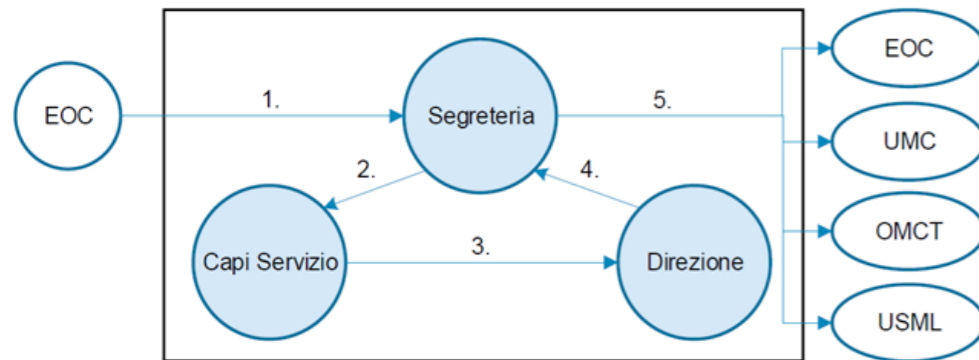 EOC
1.
Segreteria
5.
EOC
UMC
2.
4.
Capi Servizio
3.
Direzione
OMCT
USML